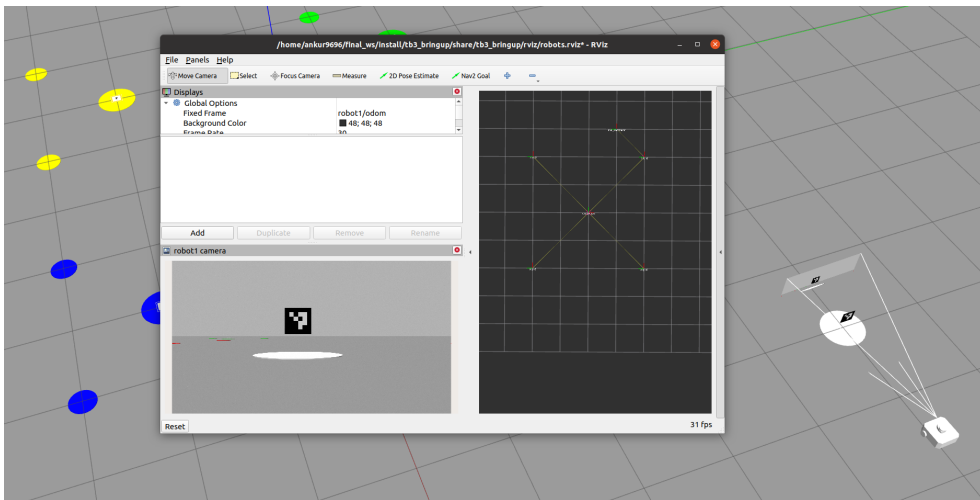 /home/ankur9696/final_ws/install/tb3_bringup/share/tb3_bringup/rviz/robots.rviz* - RViz
File Panels Help
Move Camera Select Focus Camera Measure 2D Pose Estimate Nav2 Goal
Displays
Global Options
Fixed Frame robot1/odom
Background Color 48; 48; 48
Frame Rate 30
Add Duplicate Remove Rename
robot1 camera
Reset 31 fps